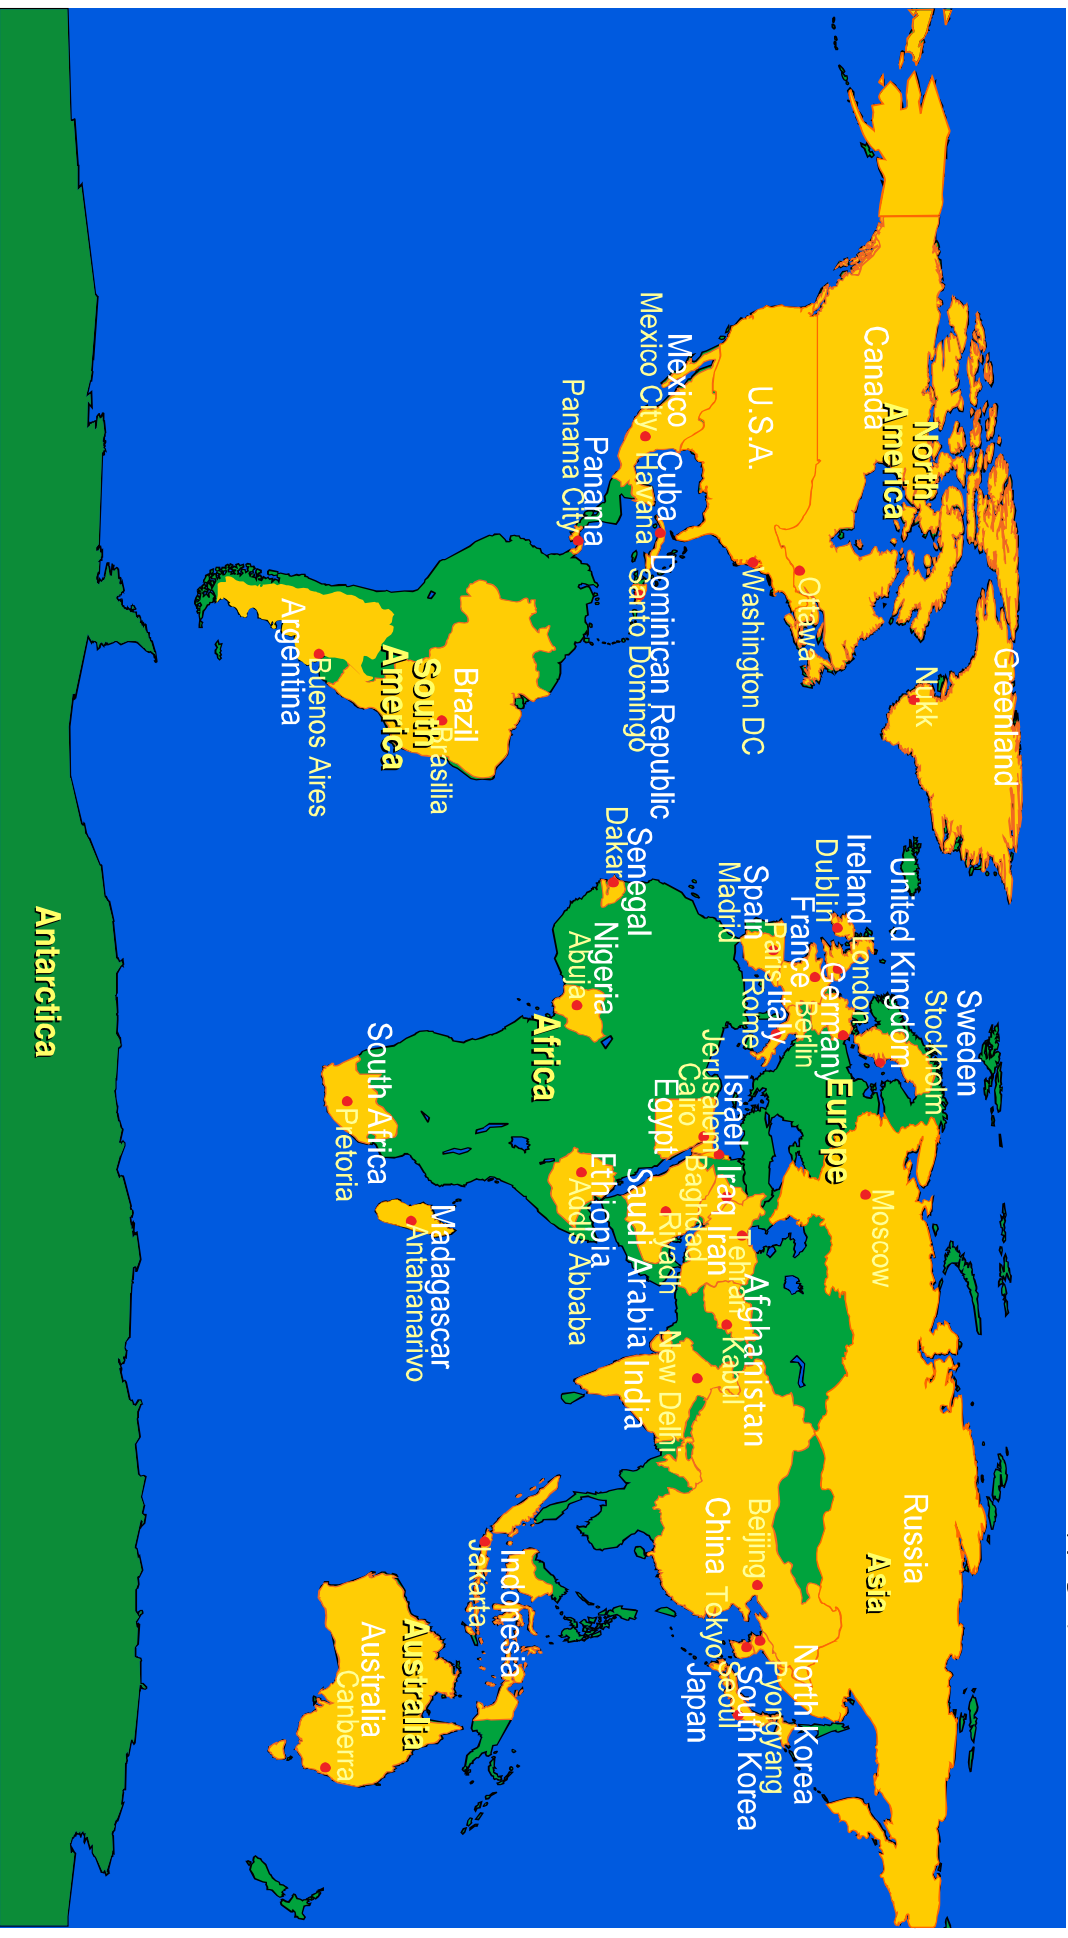 North
America
Canada
U.S.A.
Ottawa
Washington DC
Mexico
Mexico City
Cuba
Havana
Dominican Republic
Santo Domingo
Panama
Panama City
Greenland
Nukk
South
America
Brazil
Brasilia
Argentina
Buenos Aires
Europe
Sweden
Stockholm
United Kingdom
London
Ireland
Dublin
Germany
Berlin
France
Paris
Spain
Madrid
Italy
Rome
Africa
Senegal
Dakar
Nigeria
Abuja
Egypt
Cairo
Ethiopia
Addis Abbaba
South Africa
Pretoria
Madagascar
Antananarivo
Asia
Russia
Moscow
Israel
Jerusalem
Iraq
Baghdad
Iran
Tehran
Saudi Arabia
Riyadh
Afghanistan
Kabul
India
New Delhi
China
Beijing
North Korea
Pyongyang
South Korea
Seoul
Japan
Tokyo
Indonesia
Jakarta
Australia
Australia
Canberra
Antarctica